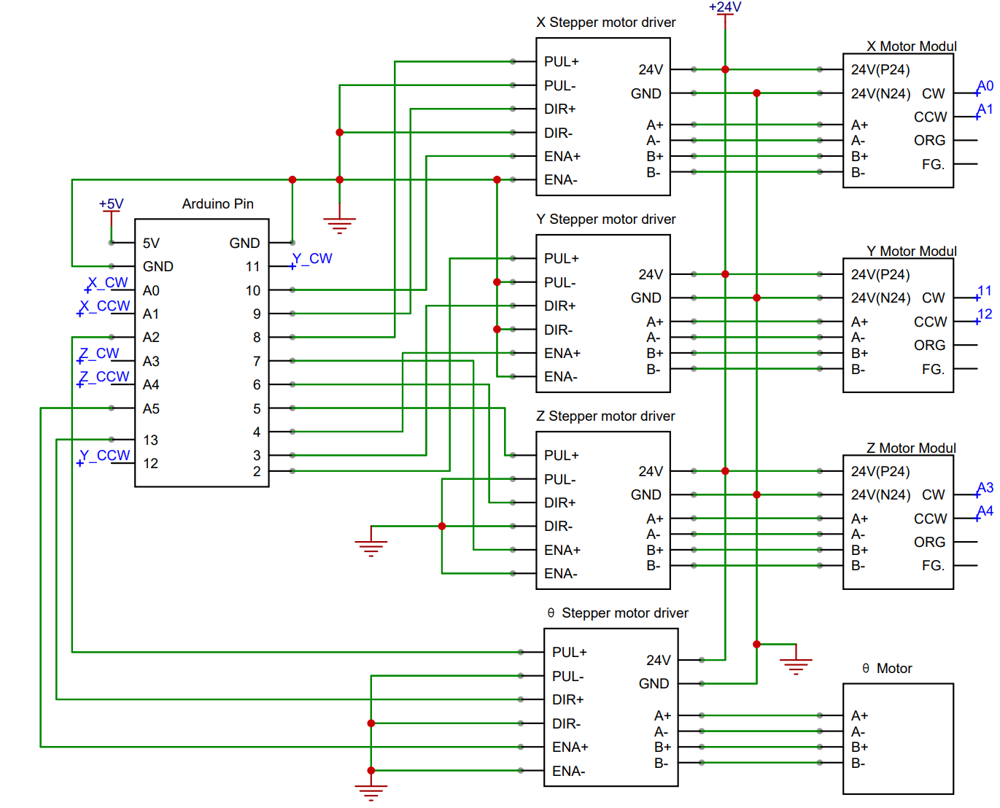 +24V
X Stepper motor driver
PUL+
PUL-
DIR+
DIR-
ENA+
ENA-
24V
GND
A+
A-
B+
B-
X Motor Modul
24V(P24)
24V(N24) CW
CCW
A+
ORG
A-
B+
FG.
B-
A0
A1
+5V
Arduino Pin
5V
GND
A0
A1
A2
A3
A4
A5
13
12
GND
11
10
9
8
7
6
5
4
3
2
X_CW
X_CCW
Z_CW
Z_CCW
Y_CCW
Y_CW
Y Stepper motor driver
PUL+
PUL-
DIR+
DIR-
ENA+
ENA-
24V
GND
A+
A-
B+
B-
Y Motor Modul
24V(P24)
24V(N24) CW
A+ CCW
A-
ORG
B+
B- FG.
11
12
Z Stepper motor driver
PUL+
PUL-
DIR+
DIR-
ENA+
ENA-
24V
GND
A+
A-
B+
B-
Z Motor Modul
24V(P24)
24V(N24) CW
A+ CCW
A-
ORG
B+
B- FG.
A3
A4
θ Stepper motor driver
PUL+
PUL-
DIR+
DIR-
ENA+
ENA-
24V
GND
A+
A-
B+
B-
θ Motor
A+
A-
B+
B-